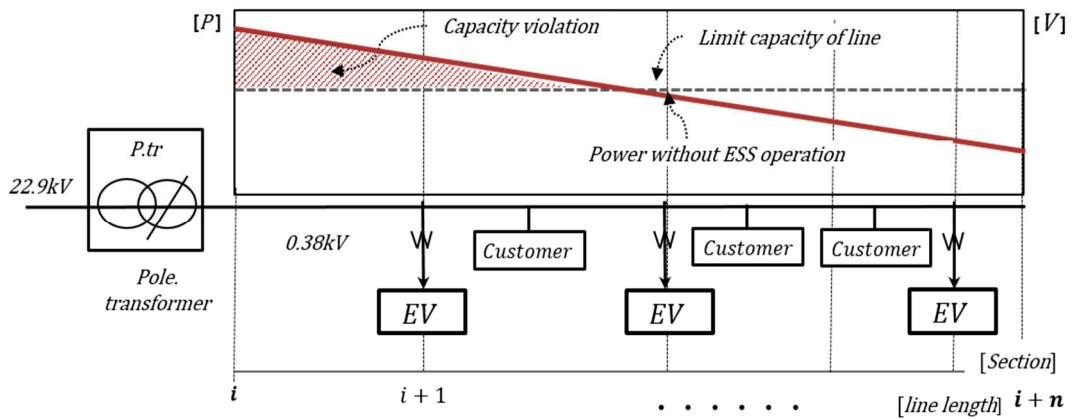 [P]
Capacity violation
Limit capacity of line
[V]
Power without ESS operation
P.tr
22.9kV
0.38kV
Pole.
transformer
Customer
Customer
Customer
EV
EV
EV
[Section]
i
i + 1
. . . . . .
[line length]
i + n